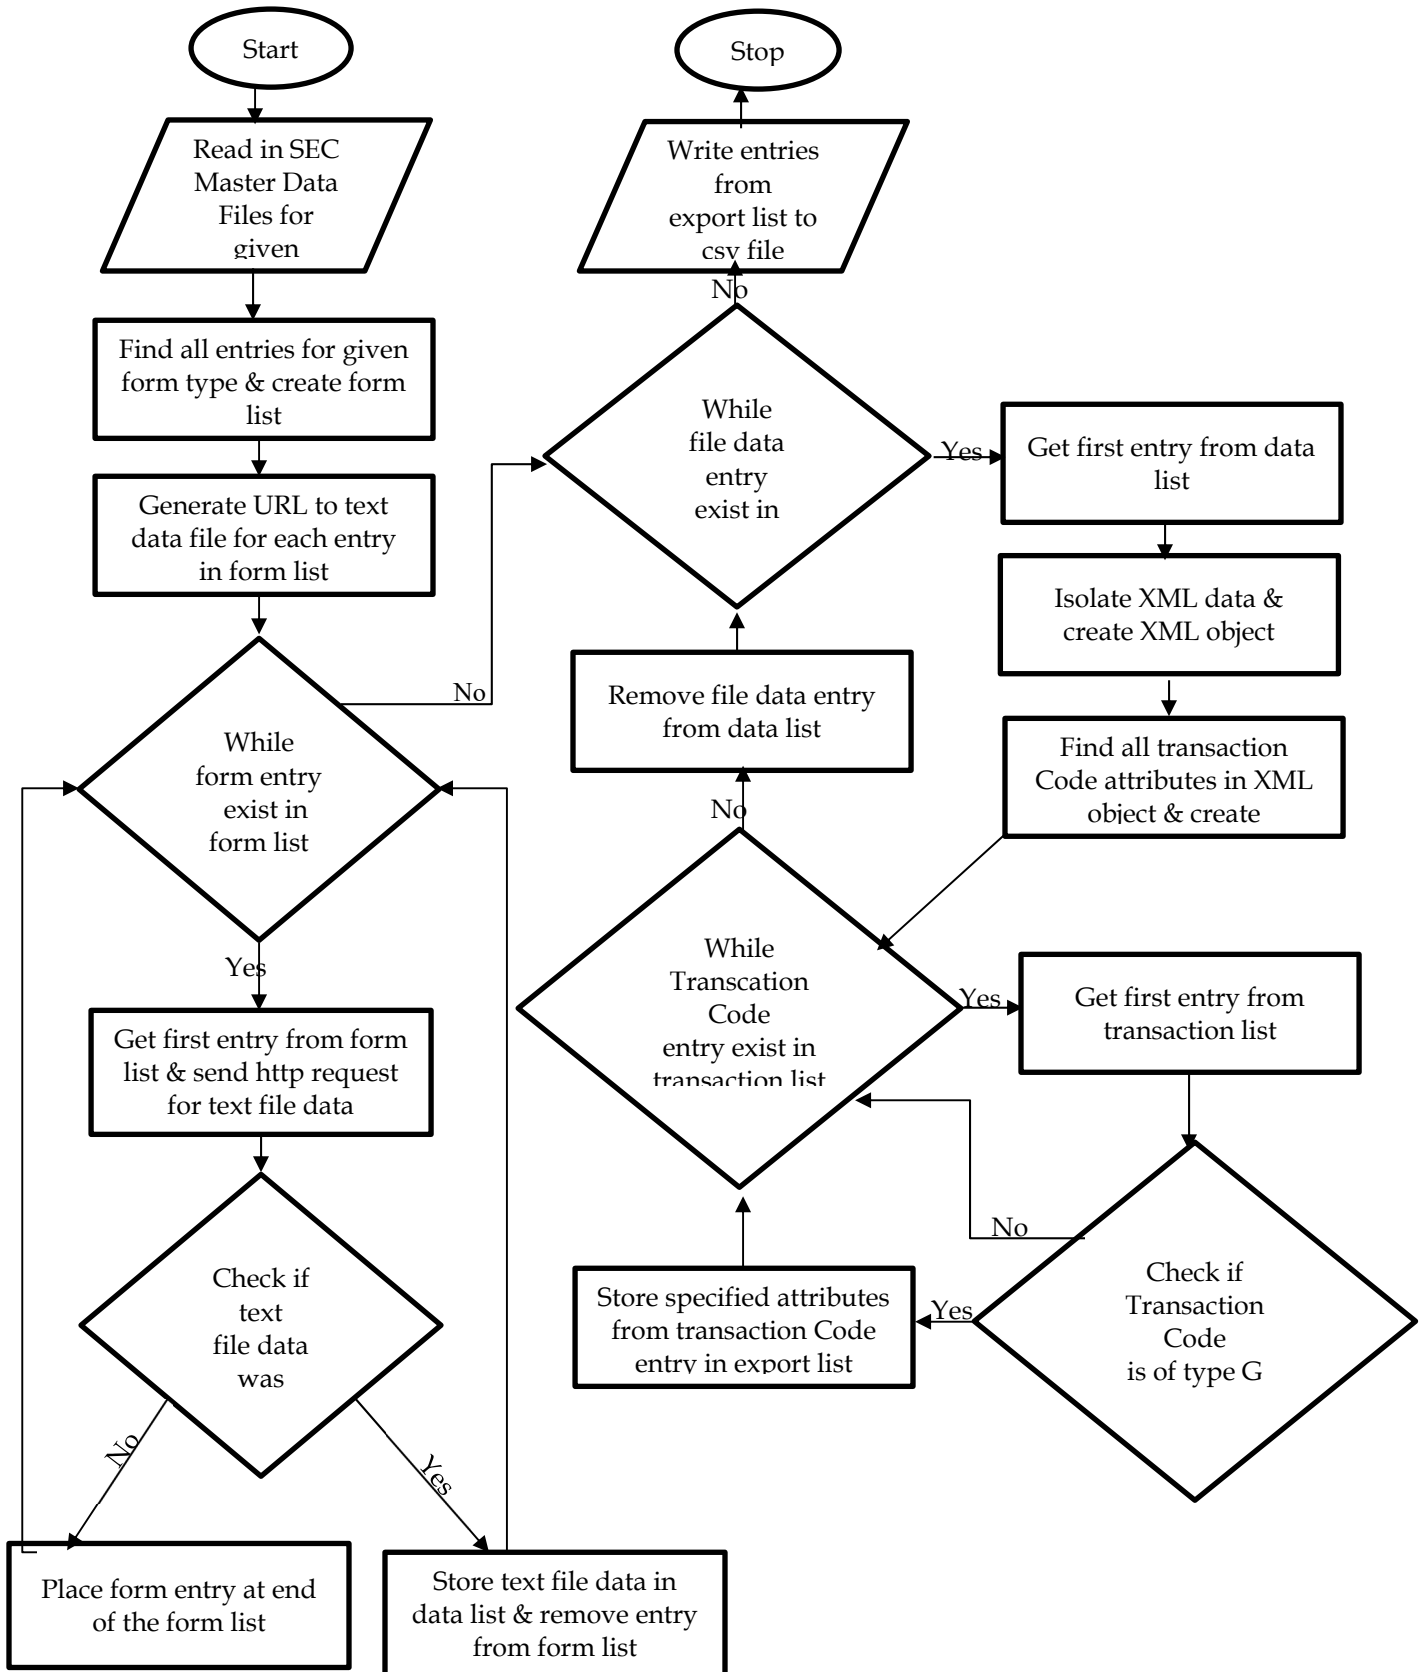 Start
Read in SEC
Master Data
Files for
given
Find all entries for given
form type & create form
list
Generate URL to text
data file for each entry
in form list
While
form entry
exist in
form list
No
Yes
Get first entry from form
list & send http request
for text file data
Check if
text
file data
was
No
Yes
Place form entry at end
of the form list
Store text file data in
data list & remove entry
from form list
Stop
Write entries
from
export list to
csv file
No
While
file data
entry
exist in
Yes
Get first entry from data
list
Isolate XML data &
create XML object
Find all transaction
Code attributes in XML
object & create
Remove file data entry
from data list
No
While
Transcation
Code
entry exist in
transaction list
Yes
Get first entry from
transaction list
Check if
Transaction
Code
is of type G
No
Yes
Store specified attributes
from transaction Code
entry in export list